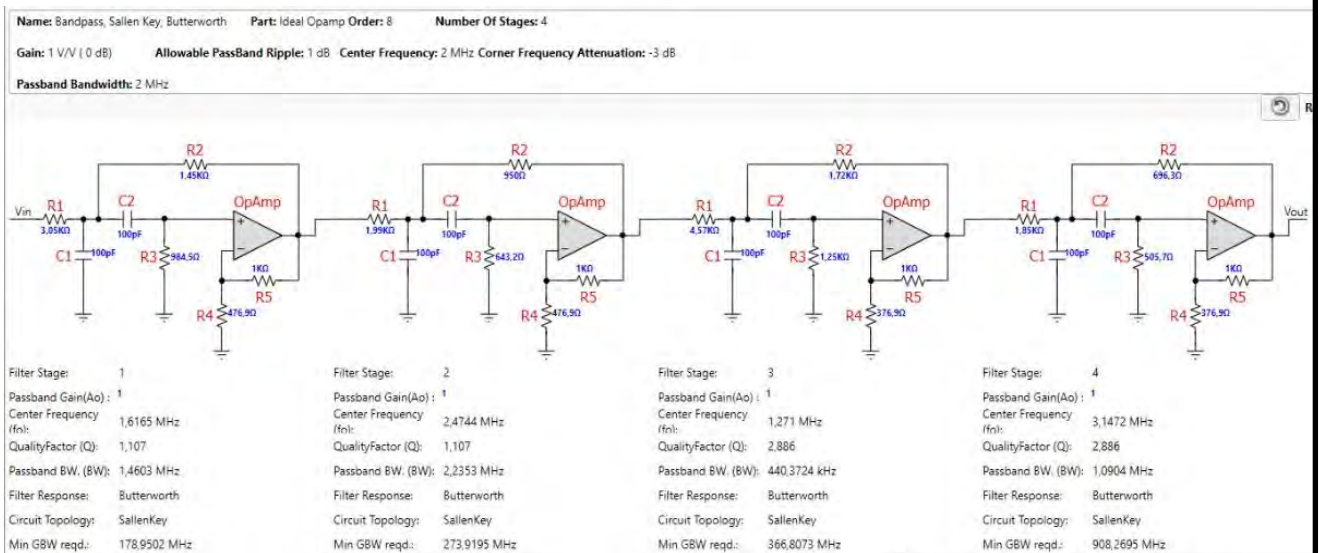 Name: Bandpass, Sallen Key, Butterworth Part: Ideal Opamp Order: 8 Number Of Stages: 4
Gain: 1 V/V ( 0 dB) Allowable PassBand Ripple: 1 dB Center Frequency: 2 MHz Corner Frequency Attenuation: -3 dB
Passband Bandwidth: 2 MHz
R
R2 R2 R2 R2
1,45KΩ 950Ω 1,72KΩ 696,3Ω
Vin R1 C2 OpAmp R1 C2 OpAmp R1 C2 OpAmp R1 C2 OpAmp Vout
3,05KΩ 100pF 1,99KΩ 100pF 4,57KΩ 100pF 1,85KΩ 100pF
C1 100pF R3 984,5Ω C1 100pF R3 643,2Ω C1 100pF R3 1,25KΩ C1 100pF R3 505,7Ω
1KΩ 1KΩ 1KΩ 1KΩ
R5 R5 R5 R5
R4 476,9Ω R4 476,9Ω R4 376,9Ω R4 376,9Ω
Filter Stage: 1 Filter Stage: 2 Filter Stage: 3 Filter Stage: 4
Passband Gain(Ao) : 1 Passband Gain(Ao) : 1 Passband Gain(Ao) : 1 Passband Gain(Ao) : 1
Center Frequency Center Frequency Center Frequency Center Frequency
(fo): 1,6165 MHz (fo): 2,4744 MHz (fo): 1,271 MHz (fo): 3,1472 MHz
QualityFactor (Q): 1,107 QualityFactor (Q): 1,107 QualityFactor (Q): 2,886 QualityFactor (Q): 2,886
Passband BW. (BW): 1,4603 MHz Passband BW. (BW): 2,2353 MHz Passband BW. (BW): 440,3724 kHz Passband BW. (BW): 1,0904 MHz
Filter Response: Butterworth Filter Response: Butterworth Filter Response: Butterworth Filter Response: Butterworth
Circuit Topology: SallenKey Circuit Topology: SallenKey Circuit Topology: SallenKey Circuit Topology: SallenKey
Min GBW reqd.: 178,9502 MHz Min GBW reqd.: 273,9195 MHz Min GBW reqd.: 366,8073 MHz Min GBW reqd.: 908,2695 MHz